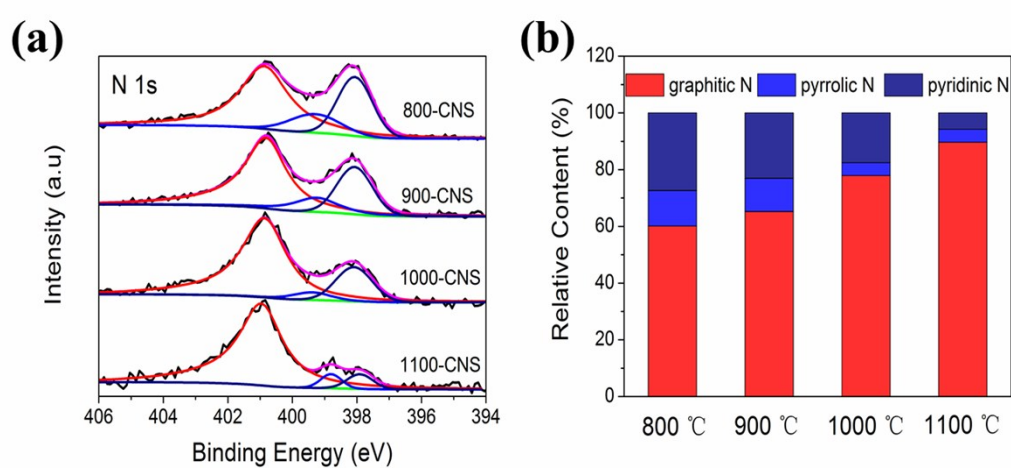 (a)
N 1s
800-CNS
900-CNS
1000-CNS
1100-CNS
Intensity (a.u)
406 404 402 400 398 396 394
Binding Energy (eV)
(b)
120
100
80
60
40
20
0
Relative Content (%)
graphitic N pyrrolic N pyridinic N
800 ℃ 900 ℃ 1000 ℃ 1100 ℃